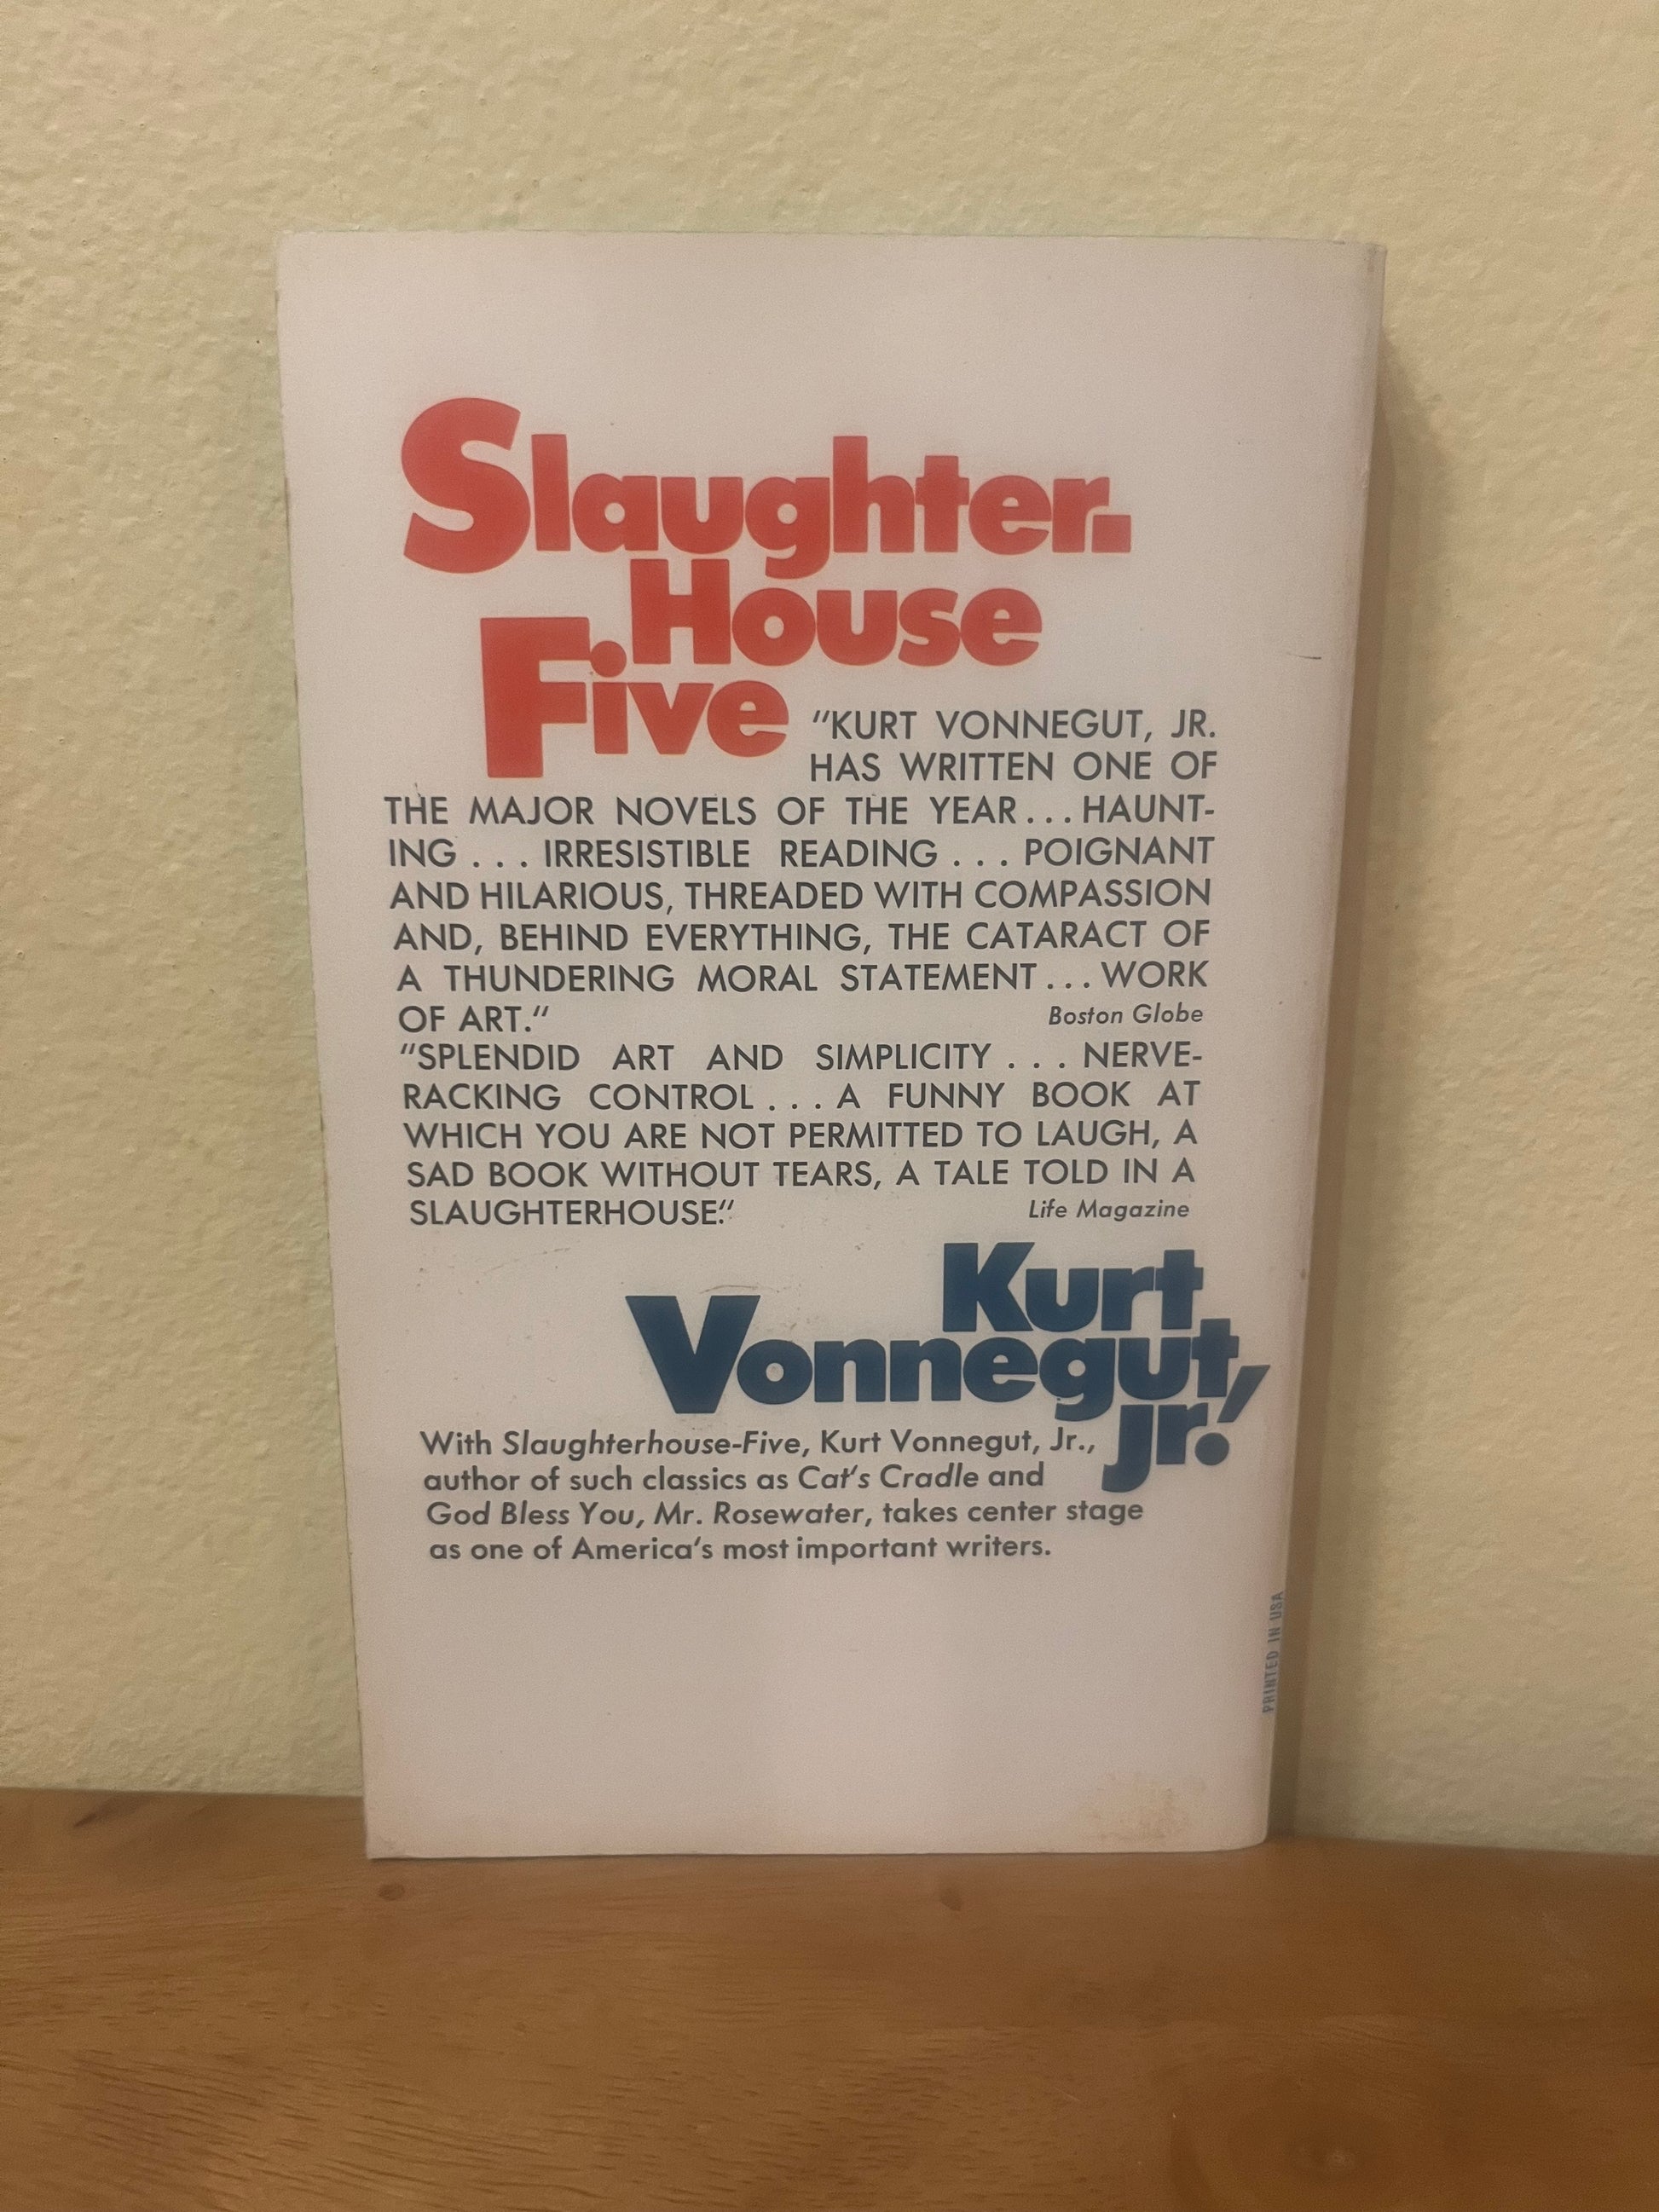 Slaughter-
House
Five
"KURT VONNEGUT, JR.
HAS WRITTEN ONE OF
THE MAJOR NOVELS OF THE YEAR...HAUNT-
ING... IRRESISTIBLE READING... POIGNANT
AND HILARIOUS, THREADED WITH COMPASSION
AND, BEHIND EVERYTHING, THE CATARACT OF
A THUNDERING MORAL STATEMENT...WORK
OF ART."
Boston Globe
"SPLENDID ART AND SIMPLICITY... NERVE-
RACKING CONTROL...A FUNNY BOOK AT
WHICH YOU ARE NOT PERMITTED TO LAUGH, A
SAD BOOK WITHOUT TEARS, A TALE TOLD IN A
SLAUGHTERHOUSE."
Life Magazine
Kurt
Vonnegut,
Jr!
With Slaughterhouse-Five, Kurt Vonnegut, Jr.,
author of such classics as Cat's Cradle and
God Bless You, Mr. Rosewater, takes center stage
as one of America's most important writers.
PRINTED IN USA